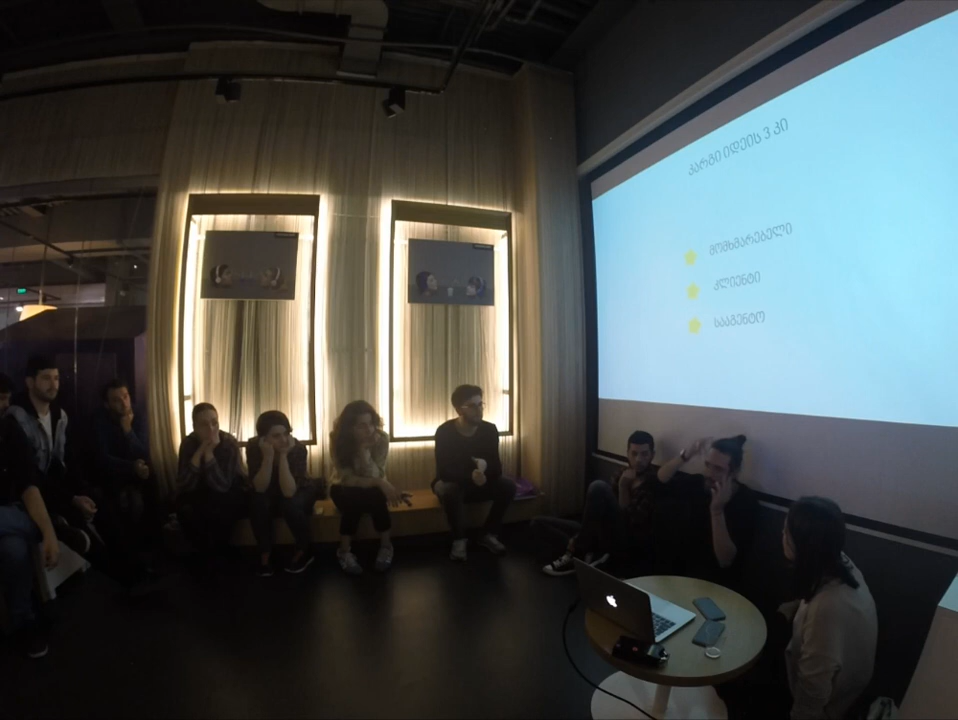 კარგი იდეის 3 კი
მომხმარებელი
კლიენტი
სააგენტო